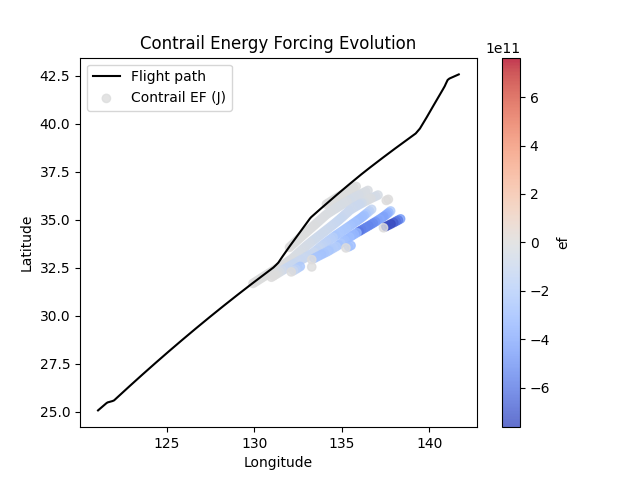 Contrail Energy Forcing Evolution
1e11
Flight path
Contrail EF (J)
42.5
40.0
37.5
35.0
32.5
30.0
27.5
25.0
Latitude
125
130
135
140
Longitude
6
4
2
0
−2
−4
−6
ef